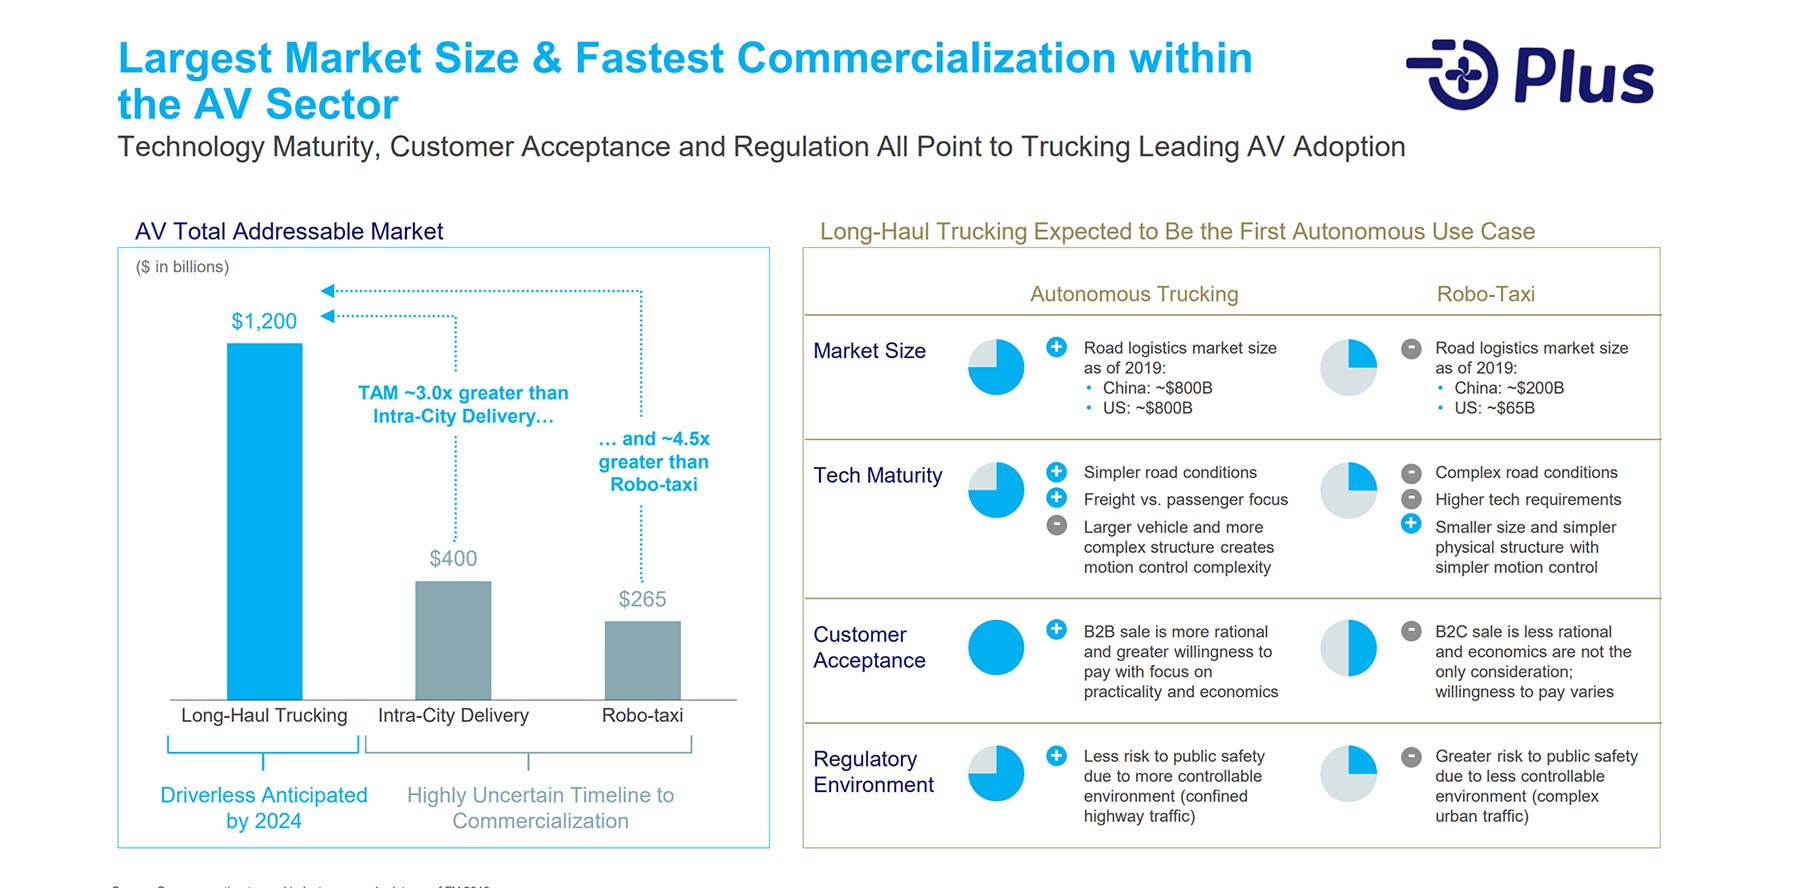 Largest Market Size & Fastest Commercialization within
the AV Sector
Plus
Technology Maturity, Customer Acceptance and Regulation All Point to Trucking Leading AV Adoption
AV Total Addressable Market
($ in billions)
$1,200
TAM ~3.0x greater than
Intra-City Delivery…
… and ~4.5x
greater than
Robo-taxi
$400
$265
Long-Haul Trucking
Intra-City Delivery
Robo-taxi
Driverless Anticipated
by 2024
Highly Uncertain Timeline to
Commercialization
Long-Haul Trucking Expected to Be the First Autonomous Use Case
Autonomous Trucking
Robo-Taxi
Market Size
+ Road logistics market size
as of 2019:
• China: ~$800B
• US: ~$800B
- Road logistics market size
as of 2019:
• China: ~$200B
• US: ~$65B
Tech Maturity
+ Simpler road conditions
+ Freight vs. passenger focus
- Larger vehicle and more
complex structure creates
motion control complexity
- Complex road conditions
- Higher tech requirements
+ Smaller size and simpler
physical structure with
simpler motion control
Customer
Acceptance
+ B2B sale is more rational
and greater willingness to
pay with focus on
practicality and economics
- B2C sale is less rational
and economics are not the
only consideration;
willingness to pay varies
Regulatory
Environment
+ Less risk to public safety
due to more controllable
environment (confined
highway traffic)
- Greater risk to public safety
due to less controllable
environment (complex
urban traffic)